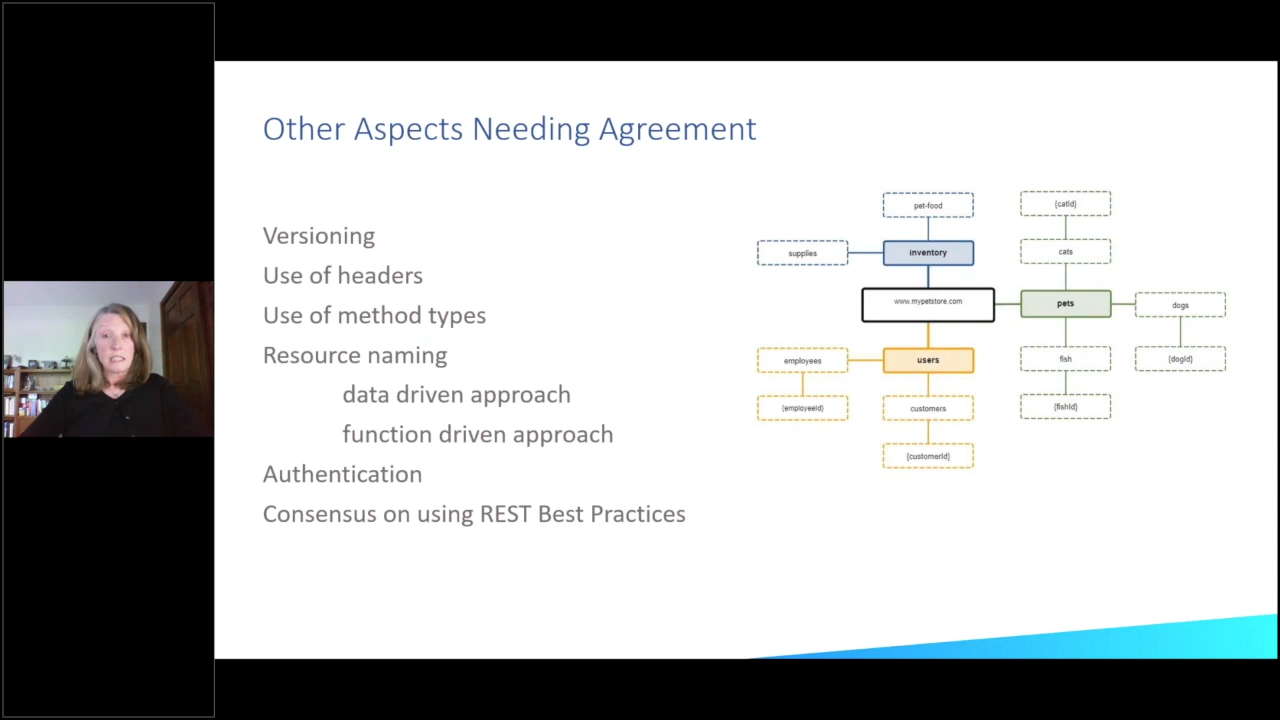 Other Aspects Needing Agreement
Versioning
Use of headers
Use of method types
Resource naming
data driven approach
function driven approach
Authentication
Consensus on using REST Best Practices
pet-food
{catId}
supplies
inventory
cats
www.mypetstore.com
pets
dogs
employees
users
fish
{dogId}
{employeeId}
customers
{fishId}
{customerId}